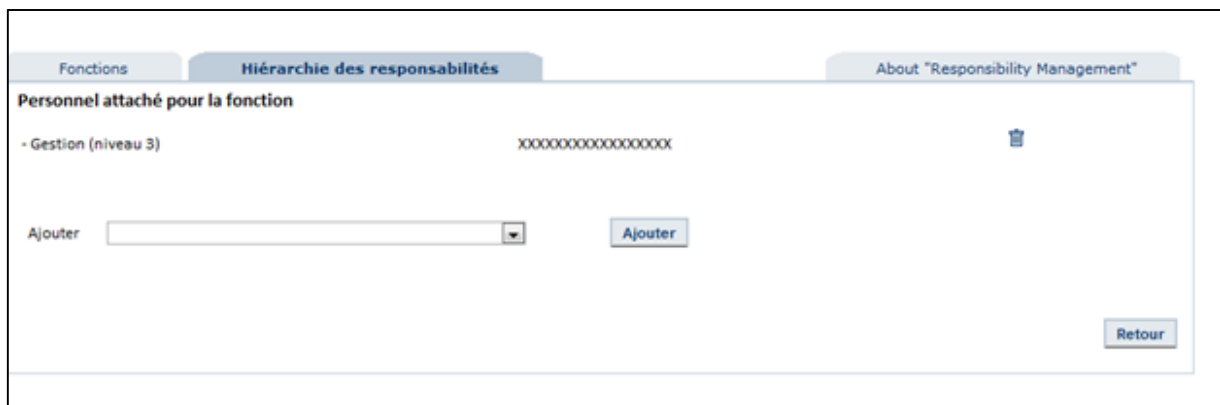 Fonctions
Hiérarchie des responsabilités
About "Responsibility Management"
Personnel attaché pour la fonction
- Gestion (niveau 3) XXXXXXXXXXXXXXXXX
Ajouter Ajouter
Retour